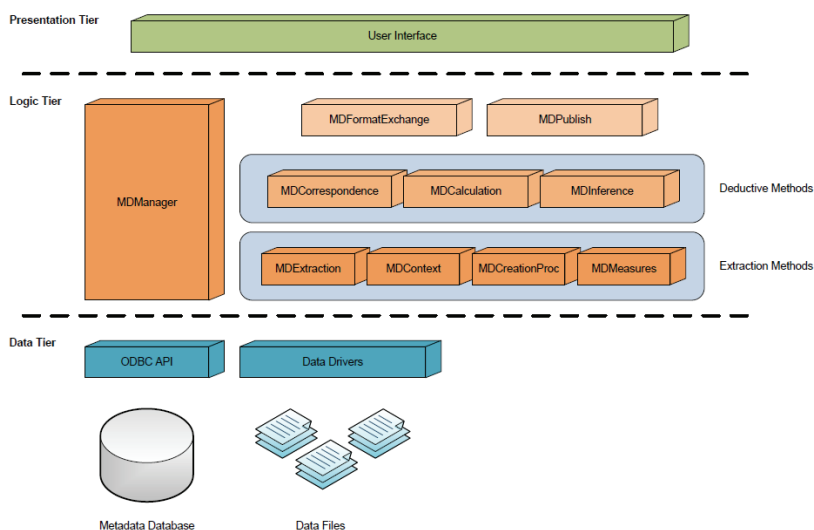 Presentation Tier
User Interface
Logic Tier
MDManager
MDFormatExchange
MDPublish
MDCorrespondence
MDCalculation
MDInference
Deductive Methods
MDExtraction
MDContext
MDCreationProc
MDMeasures
Extraction Methods
Data Tier
ODBC API
Data Drivers
Metadata Database
Data Files